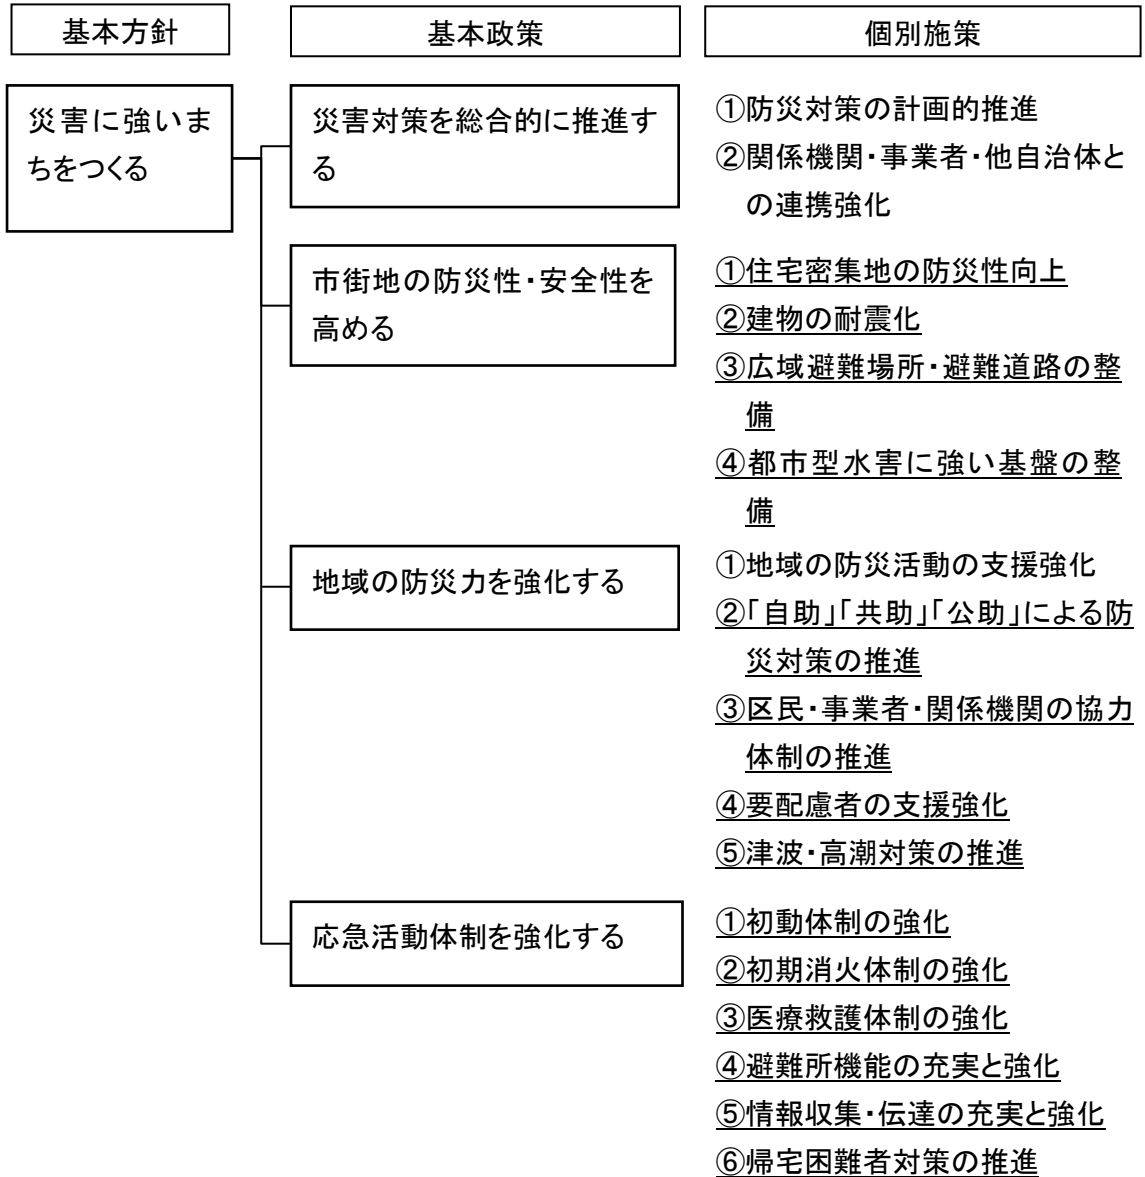 基本方針
基本政策
個別施策
災害に強いま
ちをつくる
災害対策を総合的に推進す
る
①防災対策の計画的推進
②関係機関・事業者・他自治体と
の連携強化
市街地の防災性・安全性を
高める
①住宅密集地の防災性向上
②建物の耐震化
③広域避難場所・避難道路の整
備
④都市型水害に強い基盤の整
備
地域の防災力を強化する
①地域の防災活動の支援強化
②「自助」「共助」「公助」による防
災対策の推進
③区民・事業者・関係機関の協力
体制の推進
④要配慮者の支援強化
⑤津波・高潮対策の推進
応急活動体制を強化する
①初動体制の強化
②初期消火体制の強化
③医療救護体制の強化
④避難所機能の充実と強化
⑤情報収集・伝達の充実と強化
⑥帰宅困難者対策の推進